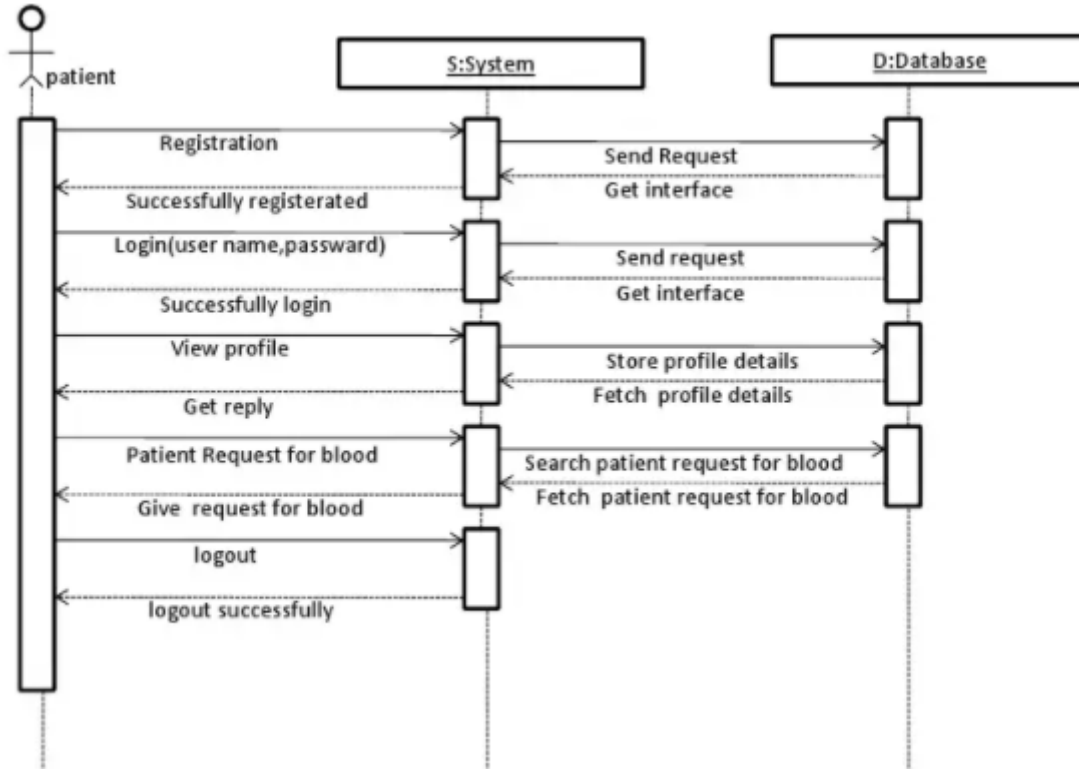 patient
S:System
D:Database
Registration
Send Request
Get interface
Successfully registerated
Login(user name,passward)
Send request
Get interface
Successfully login
View profile
Store profile details
Fetch profile details
Get reply
Patient Request for blood
Search patient request for blood
Fetch patient request for blood
Give request for blood
logout
logout successfully